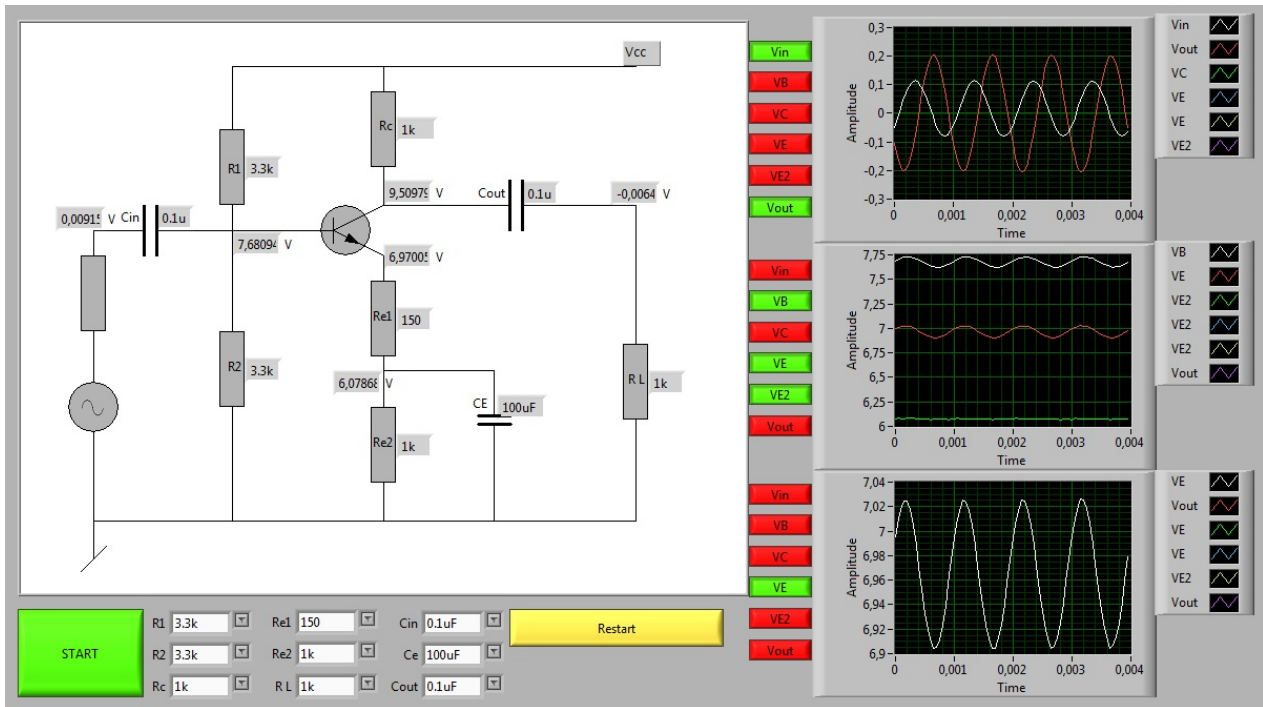 Vcc
Rc 1k
R1 3.3k
9,50979 V
Cout 0.1u
-0,0064 V
V Cin 0.1u
7,68094 V
V
Re1 150
R2 3.3k
6,07868 V
R L 1k
CE 100uF
Re2 1k
START
R1 3.3k
R2 3.3k
Rc 1k
Re1 150
Re2 1k
R L 1k
Cin 0.1uF
Ce 100uF
Cout 0.1uF
Restart
Vin
VB
VC
VE
VE2
Vout
Vin
VB
VC
VE
VE2
Vout
Vin
VB
VC
VE
VE2
Vout
Amplitude
0,3
0,2
0,1
0
-0,1
-0,2
-0,3
0 0,001 0,002 0,003 0,004
Time
Vin
Vout
VC
VE
VE
VE2
Amplitude
7,75
7,5
7,25
7
6,75
6,5
6,25
6
0 0,001 0,002 0,003 0,004
Time
VB
VE
VE2
VE2
VE2
Vout
Amplitude
7,04
7,02
7
6,98
6,96
6,94
6,92
6,9
0 0,001 0,002 0,003 0,004
Time
VE
Vout
VE
VE
VE2
Vout